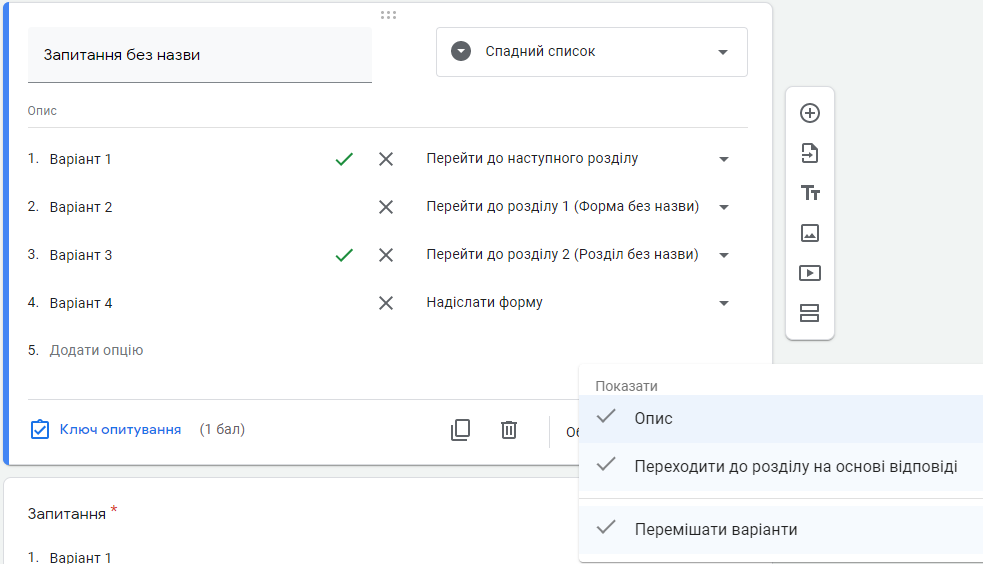 Запитання без назви
Спадний список
Опис
1. Варіант 1 Перейти до наступного розділу
2. Варіант 2 Перейти до розділу 1 (Форма без назви)
3. Варіант 3 Перейти до розділу 2 (Розділ без назви)
4. Варіант 4 Надіслати форму
5. Додати опцію
Показати
Опис
Ключ опитування (1 бал)
Переходити до розділу на основі відповіді
Запитання *
Перемішати варіанти
1. Варіант 1